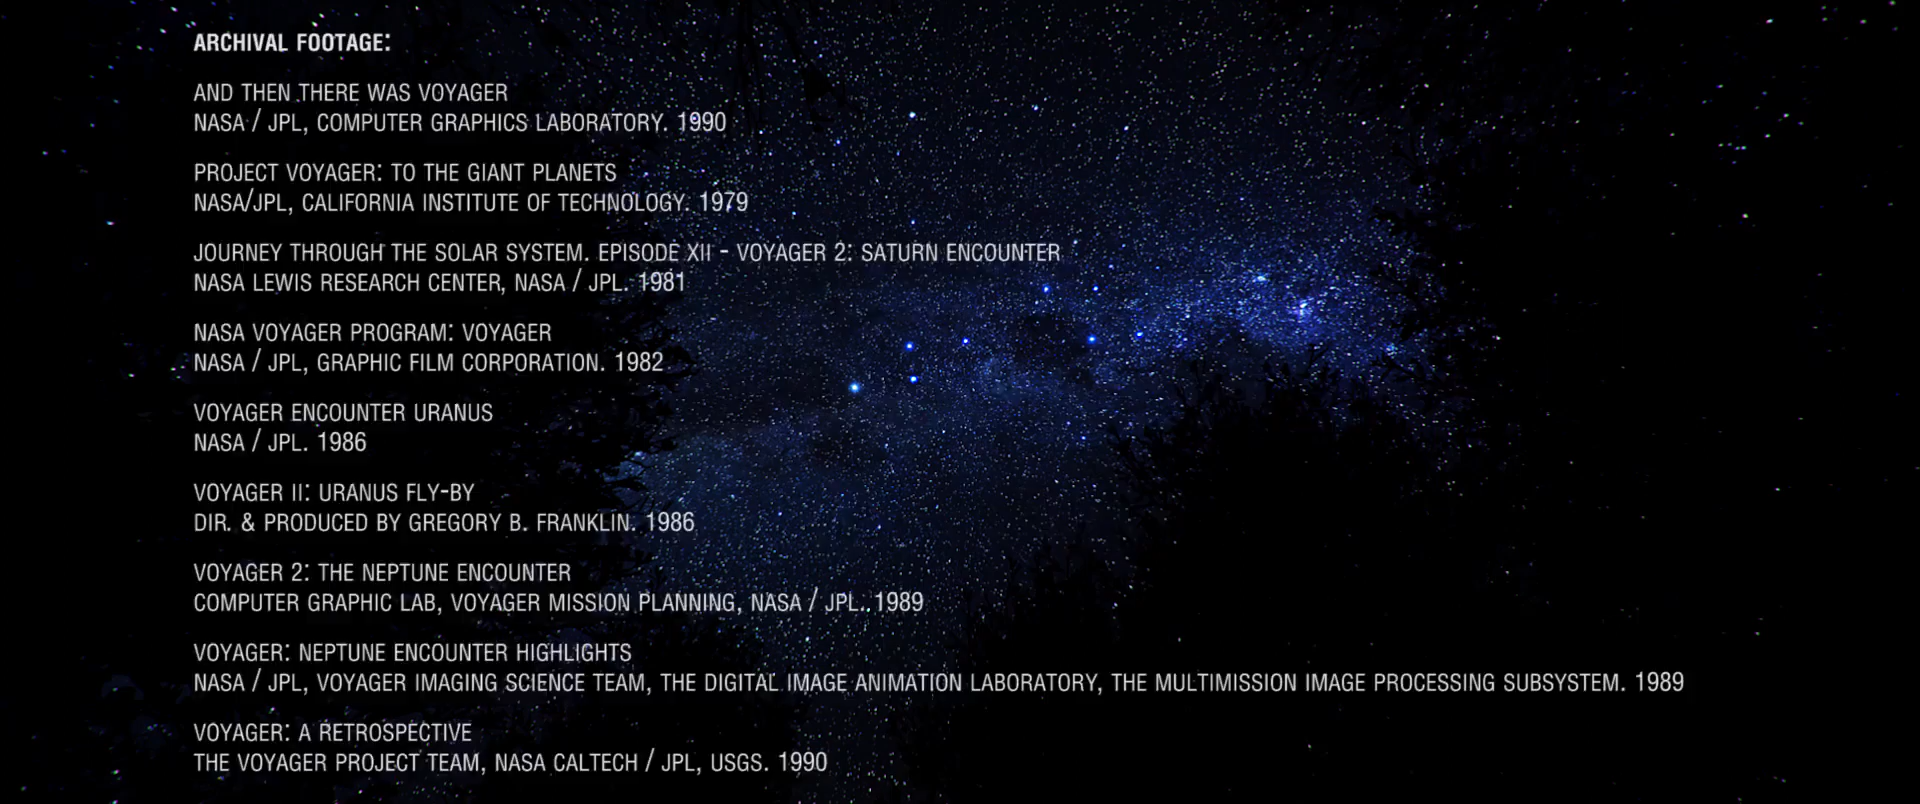 ARCHIVAL FOOTAGE:
AND THEN THERE WAS VOYAGER
NASA / JPL, COMPUTER GRAPHICS LABORATORY. 1990
PROJECT VOYAGER: TO THE GIANT PLANETS
NASA/JPL, CALIFORNIA INSTITUTE OF TECHNOLOGY. 1979
JOURNEY THROUGH THE SOLAR SYSTEM. EPISODE XII - VOYAGER 2: SATURN ENCOUNTER
NASA LEWIS RESEARCH CENTER, NASA / JPL. 1981
NASA VOYAGER PROGRAM: VOYAGER
NASA / JPL, GRAPHIC FILM CORPORATION. 1982
VOYAGER ENCOUNTER URANUS
NASA / JPL. 1986
VOYAGER II: URANUS FLY-BY
DIR. & PRODUCED BY GREGORY B. FRANKLIN. 1986
VOYAGER 2: THE NEPTUNE ENCOUNTER
COMPUTER GRAPHIC LAB, VOYAGER MISSION PLANNING, NASA / JPL.. 1989
VOYAGER: NEPTUNE ENCOUNTER HIGHLIGHTS
NASA / JPL, VOYAGER IMAGING SCIENCE TEAM, THE DIGITAL IMAGE ANIMATION LABORATORY, THE MULTIMISSION IMAGE PROCESSING SUBSYSTEM. 1989
VOYAGER: A RETROSPECTIVE
THE VOYAGER PROJECT TEAM, NASA CALTECH / JPL, USGS. 1990